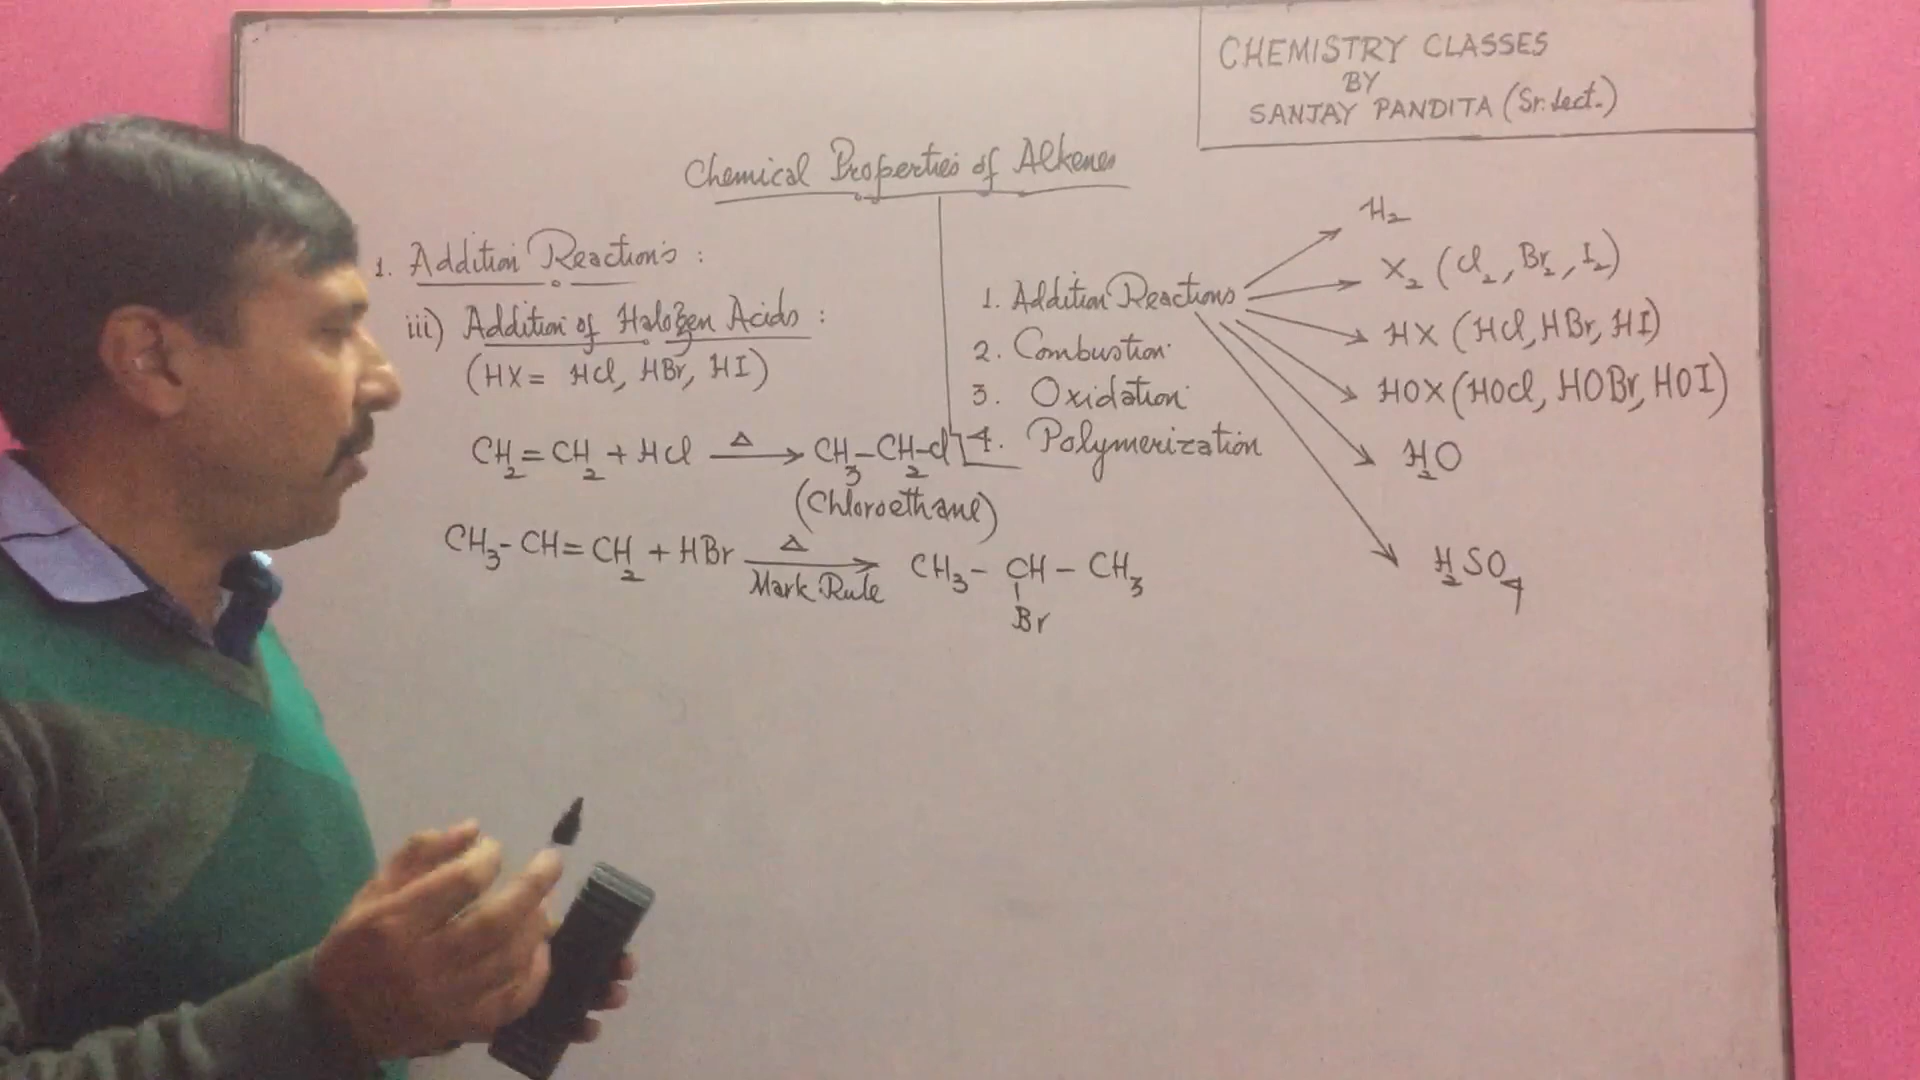 CHEMISTRY CLASSES
BY
SANJAY PANDITA (Sr. Lect.)
Chemical Properties of Alkenes
1. Addition Reactions :
iii) Addition of Halogen Acids :
(HX = HCl, HBr, HI)
CH₂=CH₂ + HCl —Δ→ CH₃-CH₂-Cl
(Chloroethane)
CH₃-CH=CH₂ + HBr —Δ→ CH₃-CH-CH₃
Mark. Rule
Br
1. Addition Reactions
2. Combustion
3. Oxidation
4. Polymerization
H₂
X₂ (Cl₂, Br₂, I₂)
HX (HCl, HBr, HI)
HOX (HOCl, HOBr, HOI)
H₂O
H₂SO₄